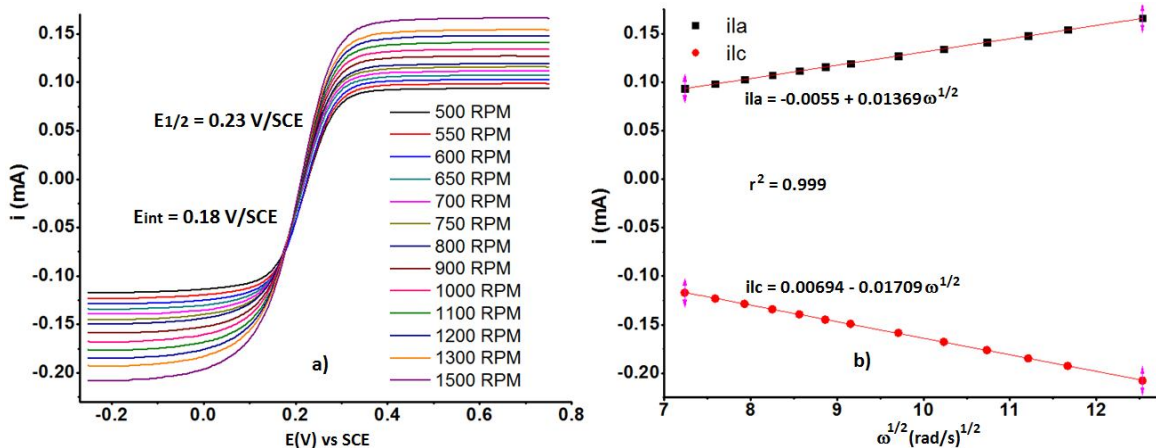 0.15
0.10
0.05
0.00
-0.05
-0.10
-0.15
-0.20
i (mA)
E1/2 = 0.23 V/SCE
Eint = 0.18 V/SCE
500 RPM
550 RPM
600 RPM
650 RPM
700 RPM
750 RPM
800 RPM
900 RPM
1000 RPM
1100 RPM
1200 RPM
1300 RPM
1500 RPM
a)
-0.2
0.0
0.2
0.4
0.6
0.8
E(V) vs SCE
0.15
0.10
0.05
0.00
-0.05
-0.10
-0.15
-0.20
i (mA)
ila
ilc
ila = -0.0055 + 0.01369ω^1/2
r² = 0.999
ilc = 0.00694 - 0.01709ω^1/2
b)
7
8
9
10
11
12
ω^1/2(rad/s)^1/2